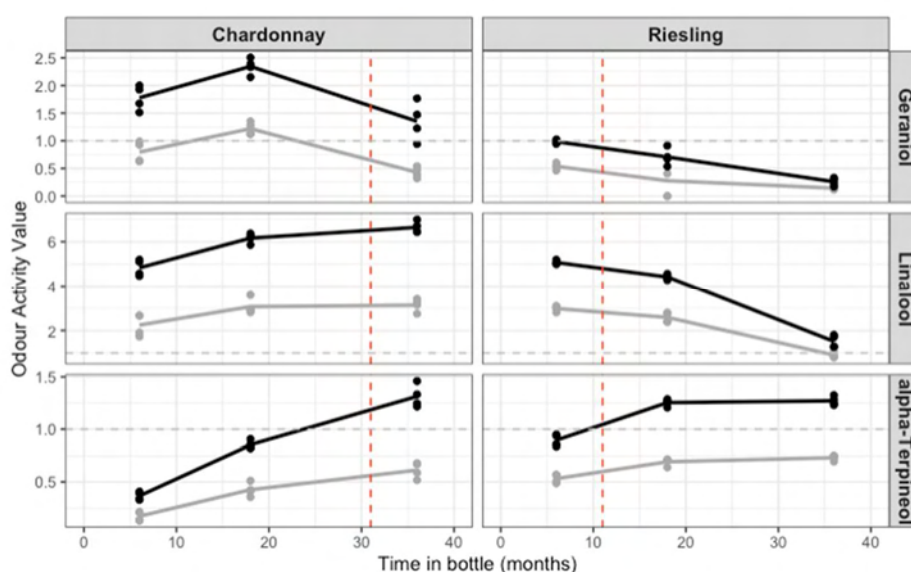 Chardonnay Riesling
2.5
2.0
1.5
1.0
0.5
0.0
Geraniol
6
4
2
Linalool
1.5
1.0
0.5
alpha-Terpineol
Odour Activity Value
0 10 20 30 40 0 10 20 30 40
Time in bottle (months)